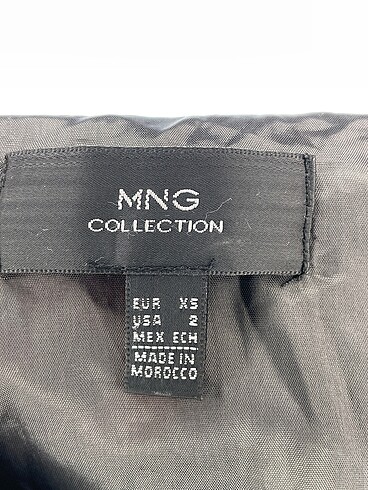 MNG
COLLECTION
EUR XS
USA 2
MEX ECH
MADE IN
MOROCCO